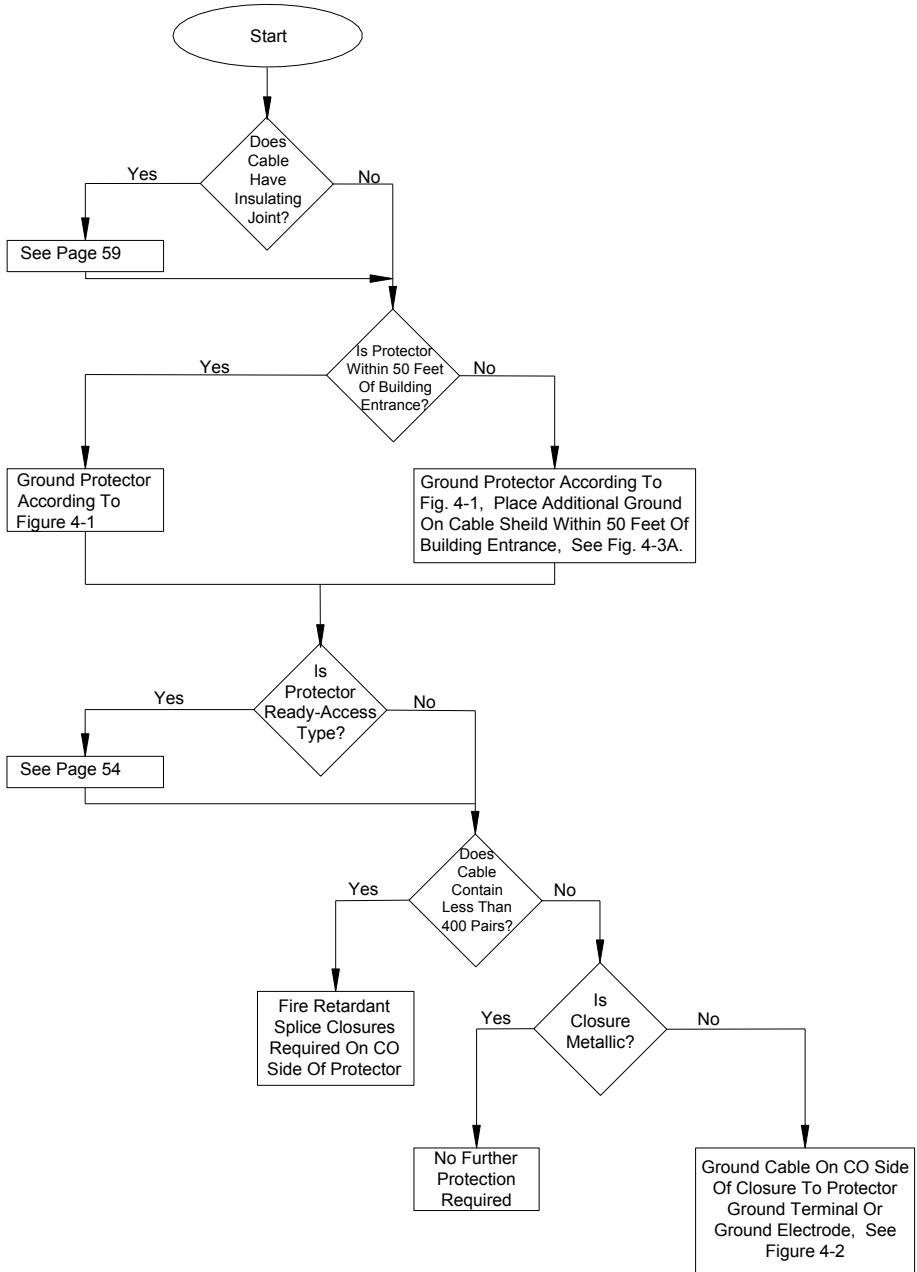 Start
Does
Cable
Have
Insulating
Joint?
Yes
No
See Page 59
Is Protector
Within 50 Feet
Of Building
Entrance?
Yes
No
Ground Protector
According To
Figure 4-1
Ground Protector According To
Fig. 4-1, Place Additional Ground
On Cable Sheild Within 50 Feet Of
Building Entrance, See Fig. 4-3A.
Is
Protector
Ready-Access
Type?
Yes
No
See Page 54
Does
Cable
Contain
Less Than
400 Pairs?
Yes
No
Fire Retardant
Splice Closures
Required On CO
Side Of Protector
Is
Closure
Metallic?
Yes
No
No Further
Protection
Required
Ground Cable On CO Side
Of Closure To Protector
Ground Terminal Or
Ground Electrode, See
Figure 4-2